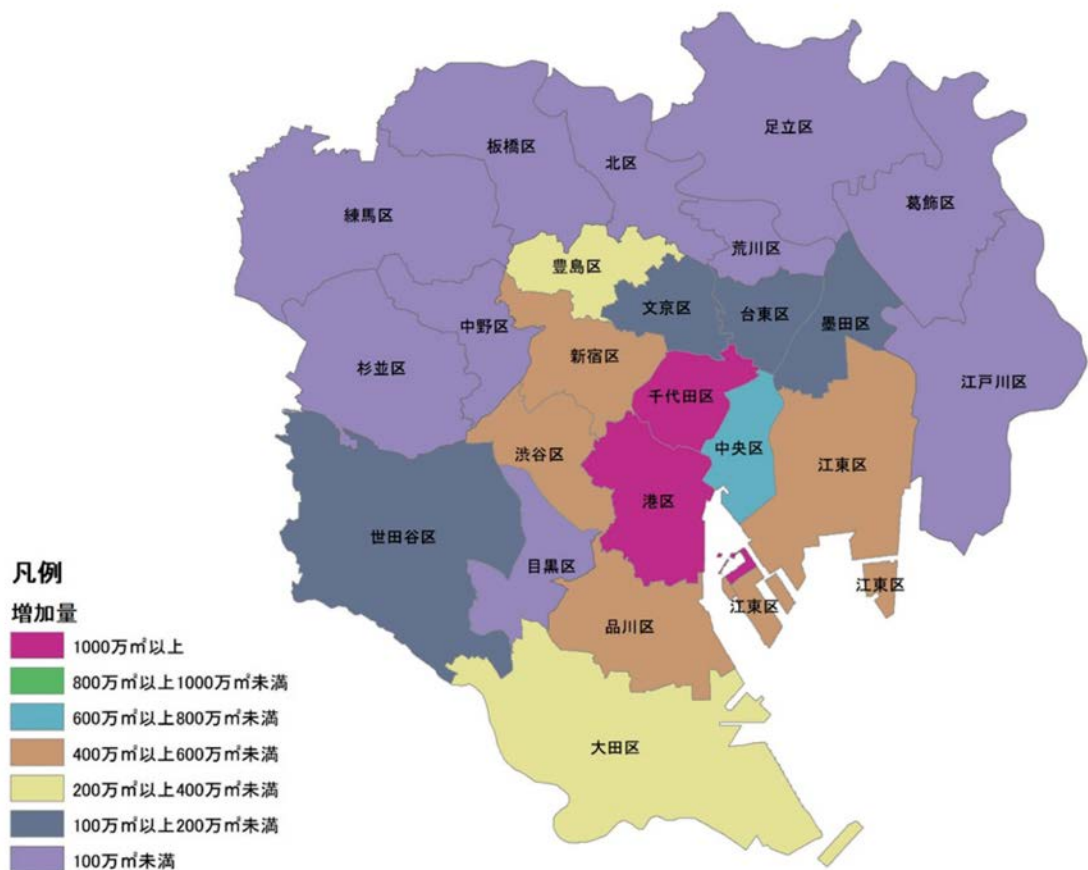 足立区
板橋区
北区
葛飾区
練馬区
荒川区
豊島区
文京区
台東区
墨田区
中野区
新宿区
杉並区
千代田区
江戸川区
中央区
渋谷区
江東区
港区
世田谷区
目黒区
江東区
江東区
品川区
大田区
凡例
増加量
1000万㎡以上
800万㎡以上1000万㎡未満
600万㎡以上800万㎡未満
400万㎡以上600万㎡未満
200万㎡以上400万㎡未満
100万㎡以上200万㎡未満
100万㎡未満